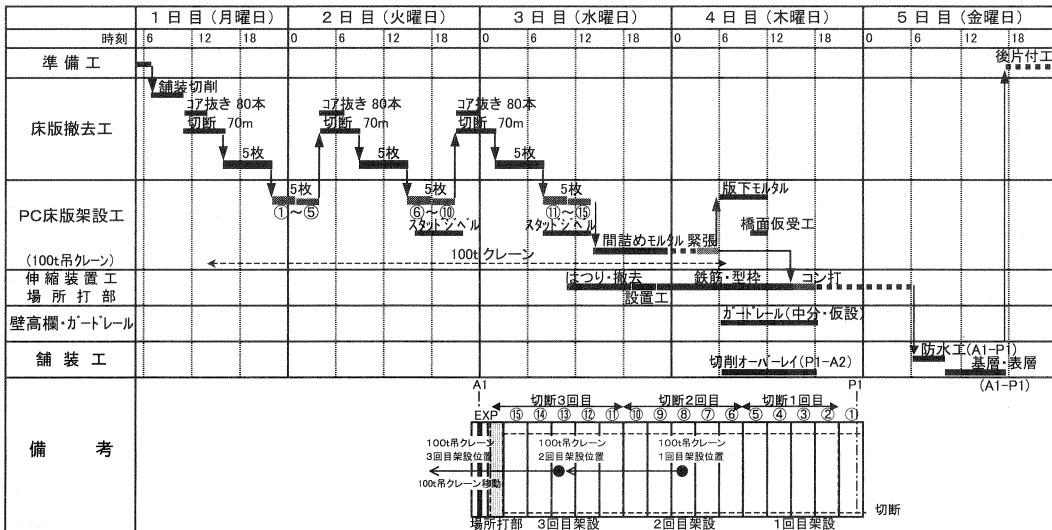 1日目(月曜日) 2日目(火曜日) 3日目(水曜日) 4日目(木曜日) 5日目(金曜日)
時刻 6 12 18 0 6 12 18 0 6 12 18 0 6 12 18 0 6 12 18
準備工
後片付工
床版撤去工
舗装切削
コア抜き 80本 コア抜き 80本 コア抜き 80本
切断 70m 切断 70m 切断 70m
5枚 5枚 5枚
PC床版架設工
(100t吊クレーン)
5枚 5枚 5枚
①～⑤ ⑥～⑩ ⑪～⑮
スタットジベル スタットジベル
版下モルタル
橋面仮受工
間詰めモルタル 緊張
100tクレーン
伸縮装置工
場所打部
はつり・撤去 鉄筋・型枠 コン打
設置工
壁高欄・ガードレール
ガードレール(中分・仮設)
舗装工
切削オーバーレイ(P1-A2)
防水工(A1-P1)
基層・表層
(A1-P1)
備考
A1 P1
切断3回目 切断2回目 切断1回目
EXP ⑮ ⑭ ⑬ ⑫ ⑪ ⑩ ⑨ ⑧ ⑦ ⑥ ⑤ ④ ③ ② ①
100t吊クレーン 100t吊クレーン 100t吊クレーン
3回目架設位置 2回目架設位置 1回目架設位置
100t吊クレーン移動
切断
場所打部 3回目架設 2回目架設 1回目架設